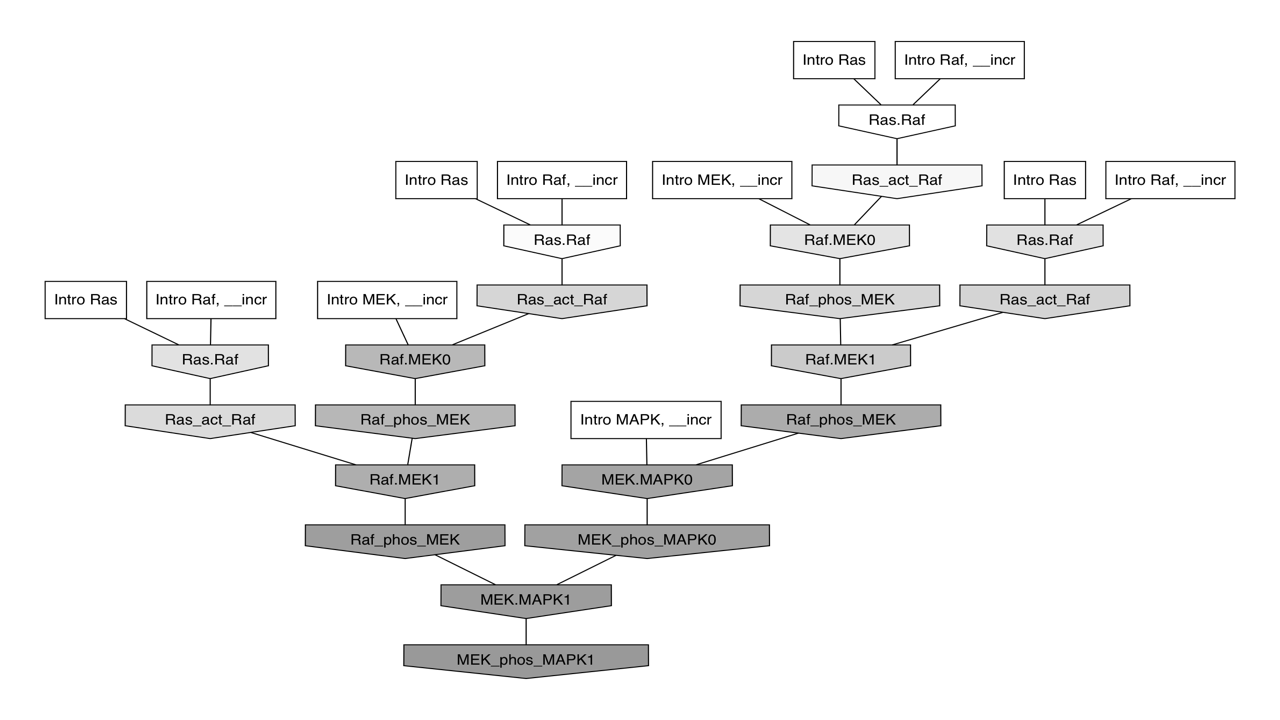 Intro Ras
Intro Raf, __incr
Ras.Raf
Intro Ras
Intro Raf, __incr
Intro MEK, __incr
Ras_act_Raf
Intro Ras
Intro Raf, __incr
Ras.Raf
Raf.MEK0
Ras.Raf
Intro Ras
Intro Raf, __incr
Intro MEK, __incr
Ras_act_Raf
Raf_phos_MEK
Ras_act_Raf
Ras.Raf
Raf.MEK0
Raf.MEK1
Ras_act_Raf
Raf_phos_MEK
Intro MAPK, __incr
Raf_phos_MEK
Raf.MEK1
MEK.MAPK0
Raf_phos_MEK
MEK_phos_MAPK0
MEK.MAPK1
MEK_phos_MAPK1